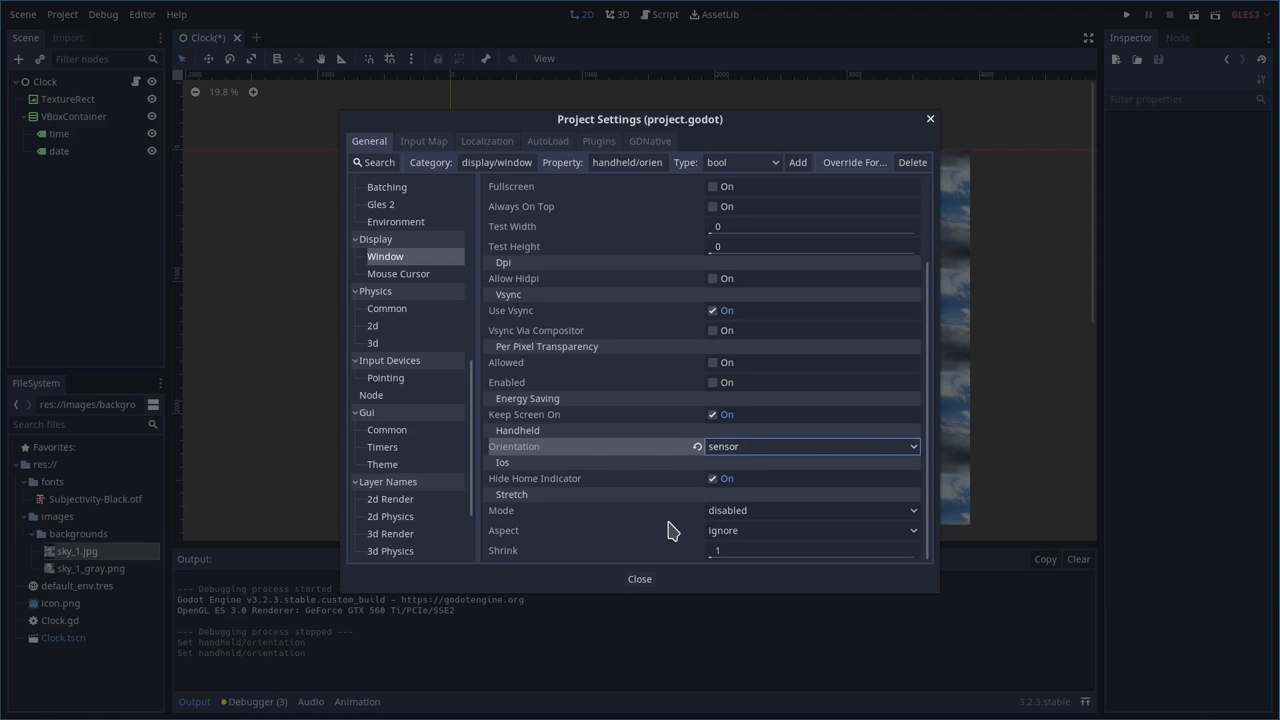 Scene Project Debug Editor Help
2D 3D Script AssetLib
GLES3
Scene Import
Filter nodes
Clock
TextureRect
VBoxContainer
time
date
FileSystem
res://images/backgro
Search files
Favorites:
res://
fonts
Subjectivity-Black.otf
images
backgrounds
sky_1.jpg
sky_1_gray.png
default_env.tres
icon.png
Clock.gd
Clock.tscn
Clock(*)
View
-2000 -1000 0 1000 2000 3000 4000
19.8 %
Project Settings (project.godot)
General Input Map Localization AutoLoad Plugins GDNative
Search Category: display/window Property: handheld/orien Type: bool Add Override For... Delete
Batching
Gles 2
Environment
Display
Window
Mouse Cursor
Physics
Common
2d
3d
Input Devices
Pointing
Node
Gui
Common
Timers
Theme
Layer Names
2d Render
2d Physics
3d Render
3d Physics
Fullscreen On
Always On Top On
Test Width 0
Test Height 0
Dpi
Allow Hidpi On
Vsync
Use Vsync On
Vsync Via Compositor On
Per Pixel Transparency
Allowed On
Enabled On
Energy Saving
Keep Screen On On
Handheld
Orientation sensor
Ios
Hide Home Indicator On
Stretch
Mode disabled
Aspect ignore
Shrink 1
Close
Output: Copy Clear
--- Debugging process started ---
Godot Engine v3.2.3.stable.custom_build - https://godotengine.org
OpenGL ES 3.0 Renderer: GeForce GTX 560 Ti/PCIe/SSE2
--- Debugging process stopped ---
Set handheld/orientation
Set handheld/orientation
Output Debugger (3) Audio Animation 3.2.3.stable
Inspector Node
Filter properties